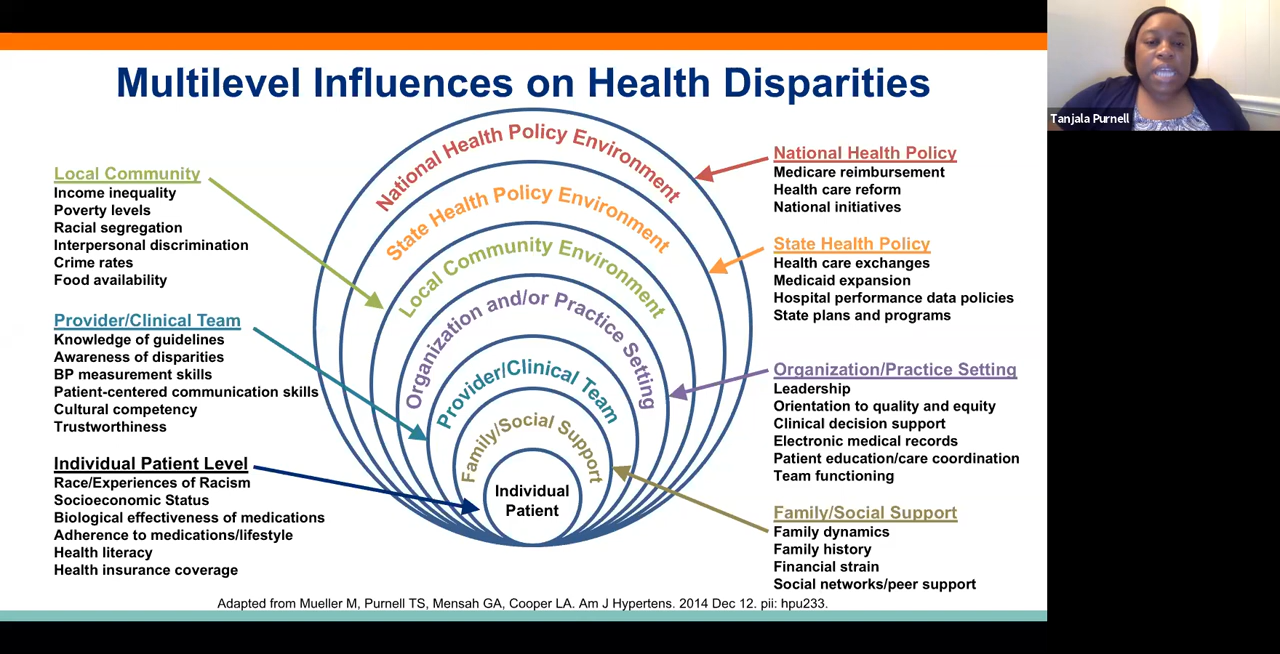 Multilevel Influences on Health Disparities
Tanjala Purnell
Local Community
Income inequality
Poverty levels
Racial segregation
Interpersonal discrimination
Crime rates
Food availability
Provider/Clinical Team
Knowledge of guidelines
Awareness of disparities
BP measurement skills
Patient-centered communication skills
Cultural competency
Trustworthiness
Individual Patient Level
Race/Experiences of Racism
Socioeconomic Status
Biological effectiveness of medications
Adherence to medications/lifestyle
Health literacy
Health insurance coverage
National Health Policy Environment
State Health Policy Environment
Local Community Environment
Organization and/or Practice Setting
Provider/Clinical Team
Family/Social Support
Individual
Patient
National Health Policy
Medicare reimbursement
Health care reform
National initiatives
State Health Policy
Health care exchanges
Medicaid expansion
Hospital performance data policies
State plans and programs
Organization/Practice Setting
Leadership
Orientation to quality and equity
Clinical decision support
Electronic medical records
Patient education/care coordination
Team functioning
Family/Social Support
Family dynamics
Family history
Financial strain
Social networks/peer support
Adapted from Mueller M, Purnell TS, Mensah GA, Cooper LA. Am J Hypertens. 2014 Dec 12. pii: hpu233.